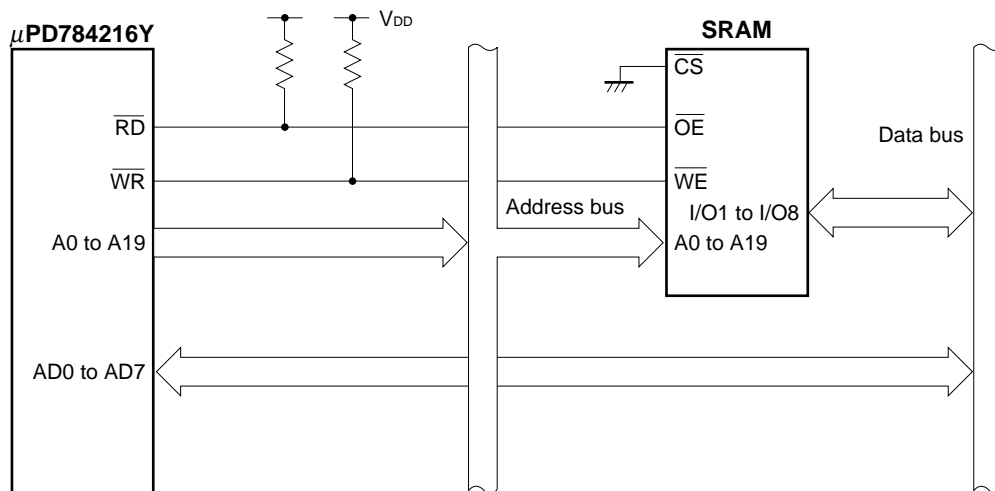 μPD784216Y
VDD
SRAM
CS
RD
OE
Data bus
WR
WE
Address bus
I/O1 to I/O8
A0 to A19
A0 to A19
AD0 to AD7